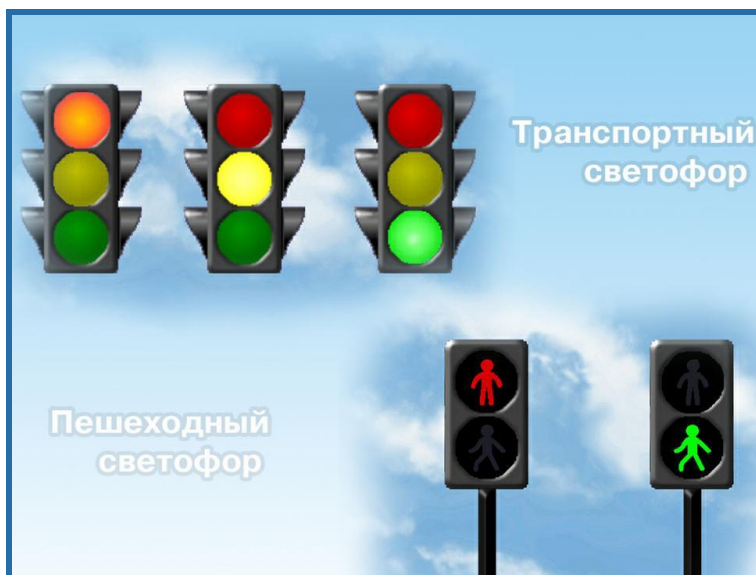 Транспортный
светофор
Пешеходный
светофор